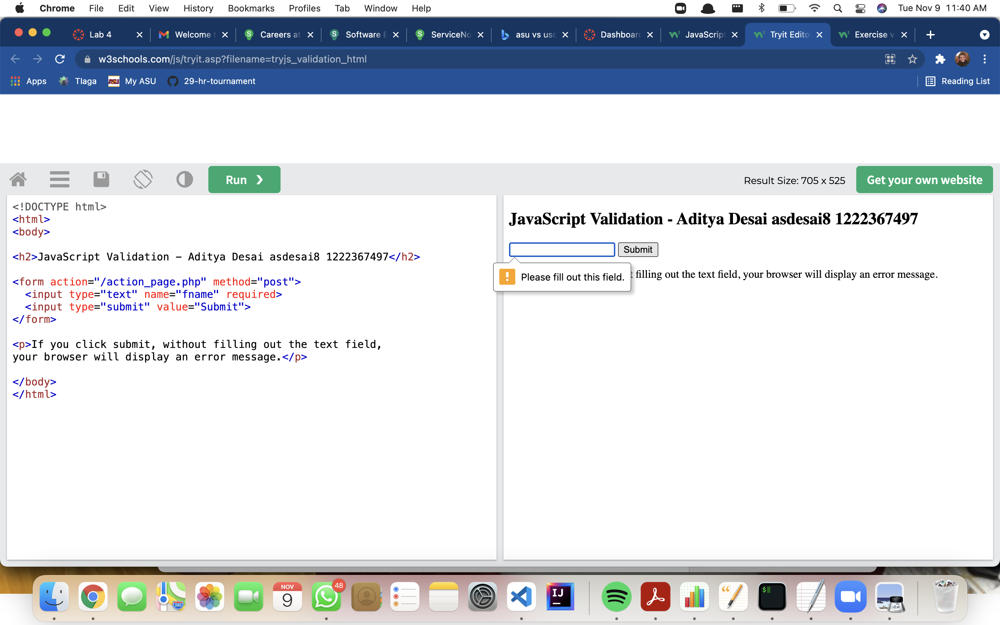 Chrome File Edit View History Bookmarks Profiles Tab Window Help Tue Nov 9 11:40 AM
Lab 4 Welcome t Careers at Software E ServiceNo asu vs usc Dashboard JavaScript Tryit Edito Exercise v
w3schools.com/js/tryit.asp?filename=tryjs_validation_html
Apps Tlaga My ASU 29-hr-tournament Reading List
Run ❯ Result Size: 705 x 525 Get your own website
<!DOCTYPE html>
<html>
<body>
<h2>JavaScript Validation - Aditya Desai asdesai8 1222367497</h2>
<form action="/action_page.php" method="post">
<input type="text" name="fname" required>
<input type="submit" value="Submit">
</form>
<p>If you click submit, without filling out the text field,
your browser will display an error message.</p>
</body>
</html>
JavaScript Validation - Aditya Desai asdesai8 1222367497
Submit
Please fill out this field.
t filling out the text field, your browser will display an error message.
NOV
9
48
280
IJ
$